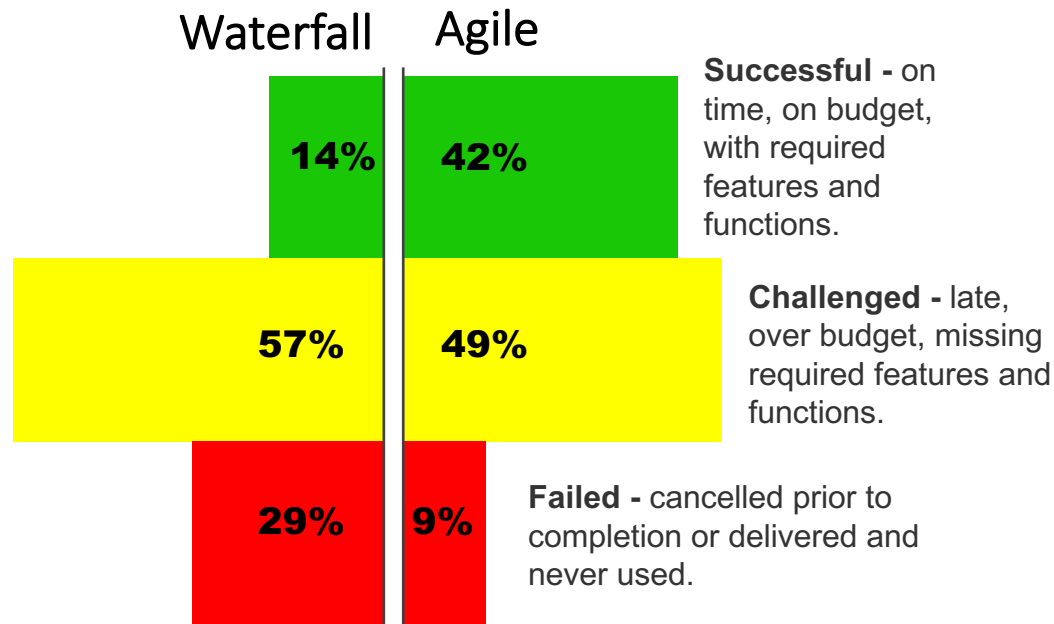 Waterfall Agile
14% 42%
Successful - on
time, on budget,
with required
features and
functions.
57% 49%
Challenged - late,
over budget, missing
required features and
functions.
29% 9%
Failed - cancelled prior to
completion or delivered and
never used.